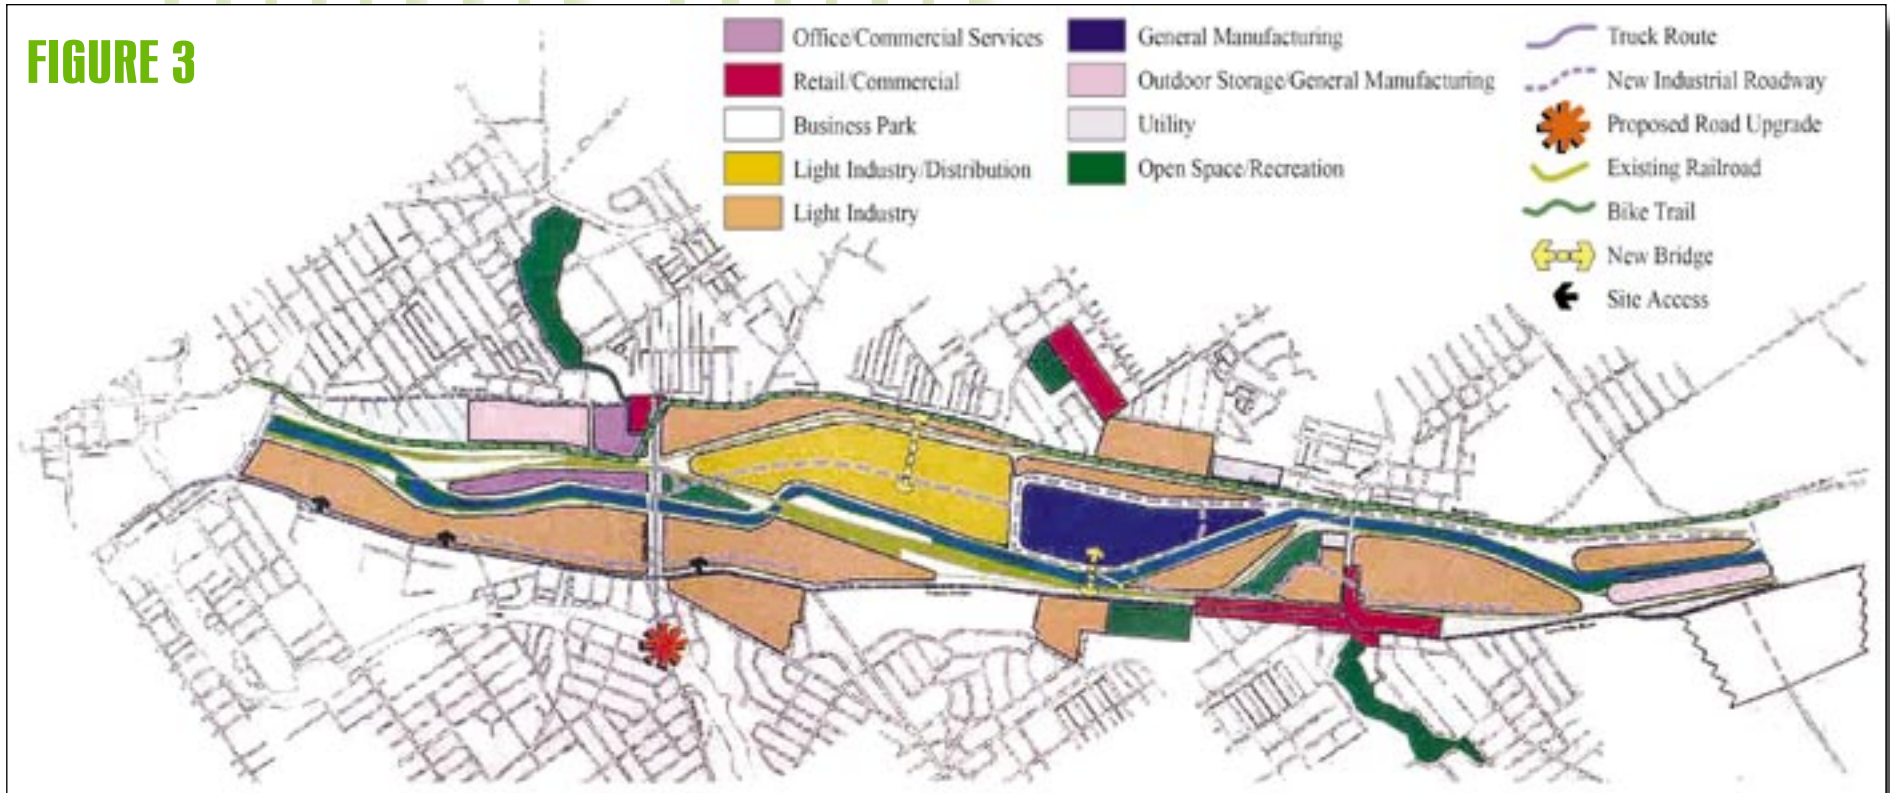 FIGURE 3
Office/Commercial Services
Retail/Commercial
Business Park
Light Industry/Distribution
Light Industry
General Manufacturing
Outdoor Storage/General Manufacturing
Utility
Open Space/Recreation
Truck Route
New Industrial Roadway
Proposed Road Upgrade
Existing Railroad
Bike Trail
New Bridge
Site Access